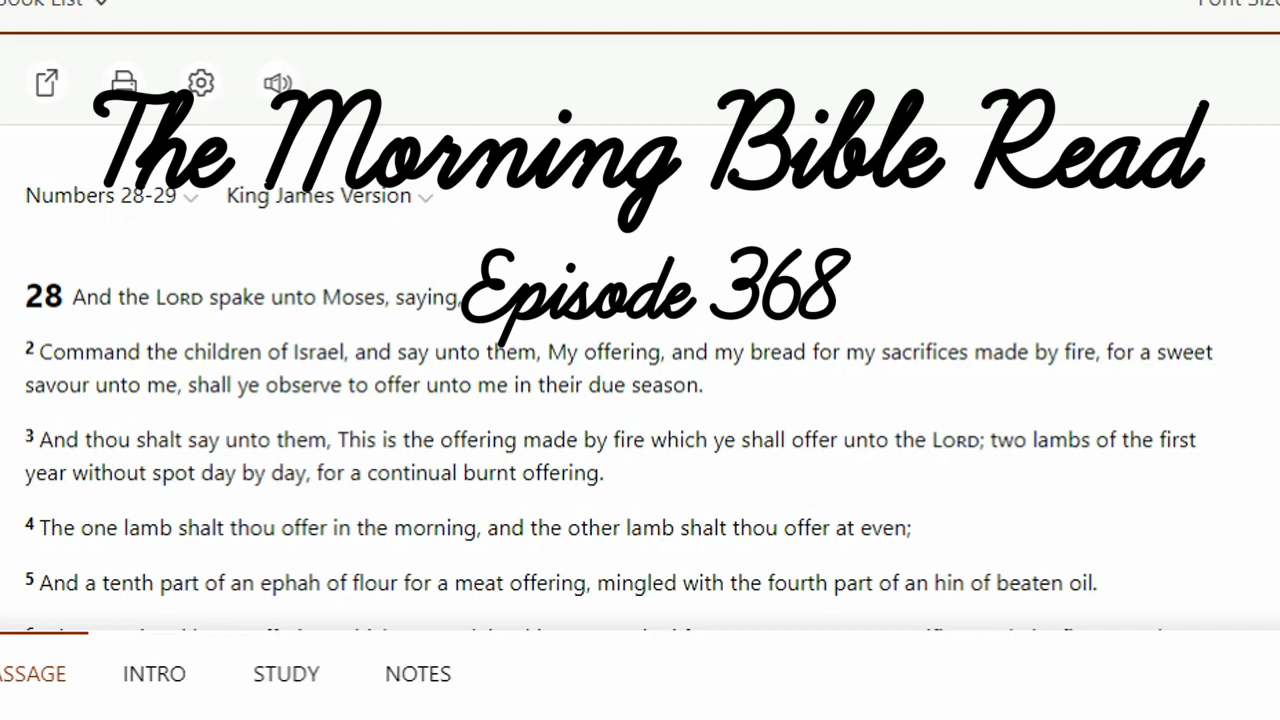 Book List
Font Size
The Morning Bible Read
Numbers 28-29 King James Version
Episode 368
28 And the LORD spake unto Moses, saying,
2 Command the children of Israel, and say unto them, My offering, and my bread for my sacrifices made by fire, for a sweet
savour unto me, shall ye observe to offer unto me in their due season.
3 And thou shalt say unto them, This is the offering made by fire which ye shall offer unto the LORD; two lambs of the first
year without spot day by day, for a continual burnt offering.
4 The one lamb shalt thou offer in the morning, and the other lamb shalt thou offer at even;
5 And a tenth part of an ephah of flour for a meat offering, mingled with the fourth part of an hin of beaten oil.
ASSAGE INTRO STUDY NOTES